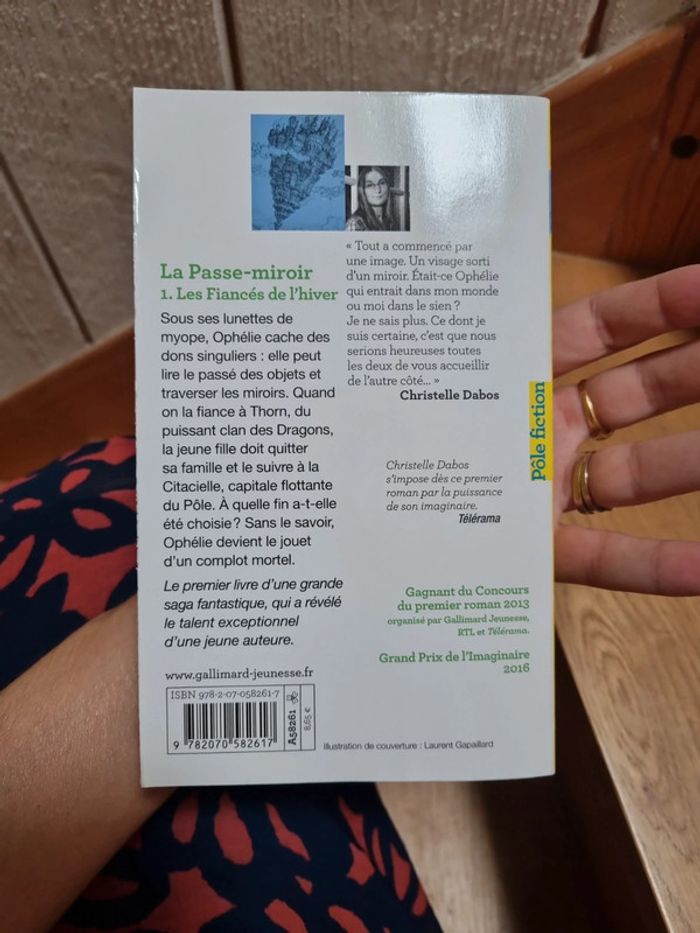 La Passe-miroir
1. Les Fiancés de l'hiver
Sous ses lunettes de
myope, Ophélie cache des
dons singuliers : elle peut
lire le passé des objets et
traverser les miroirs. Quand
on la fiance à Thorn, du
puissant clan des Dragons,
la jeune fille doit quitter
sa famille et le suivre à la
Citacielle, capitale flottante
du Pôle. À quelle fin a-t-elle
été choisie ? Sans le savoir,
Ophélie devient le jouet
d'un complot mortel.
Le premier livre d'une grande
saga fantastique, qui a révélé
le talent exceptionnel
d'une jeune auteure.
www.gallimard-jeunesse.fr
ISBN 978-2-07-058261-7
9 782070 582617
A58261
8,65 €
« Tout a commencé par
une image. Un visage sorti
d'un miroir. Était-ce Ophélie
qui entrait dans mon monde
ou moi dans le sien ?
Je ne sais plus. Ce dont je
suis certaine, c'est que nous
serions heureuses toutes
les deux de vous accueillir
de l'autre côté... »
Christelle Dabos
Christelle Dabos
s'impose dès ce premier
roman par la puissance
de son imaginaire.
Télérama
Gagnant du Concours
du premier roman 2013
organisé par Gallimard Jeunesse,
RTL et Télérama.
Grand Prix de l'Imaginaire
2016
Illustration de couverture : Laurent Gapaillard
Pôle fiction